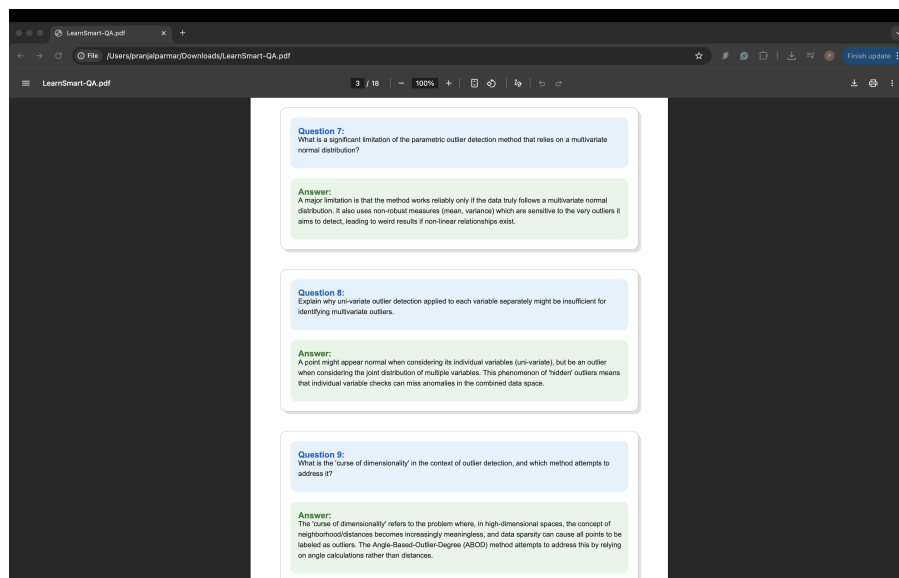 LearnSmart-QA.pdf
File /Users/pranjalparmar/Downloads/LearnSmart-QA.pdf
P
Finish update
LearnSmart-QA.pdf
3 / 18
100%
Question 7:
What is a significant limitation of the parametric outlier detection method that relies on a multivariate
normal distribution?
Answer:
A major limitation is that the method works reliably only if the data truly follows a multivariate normal
distribution. It also uses non-robust measures (mean, variance) which are sensitive to the very outliers it
aims to detect, leading to weird results if non-linear relationships exist.
Question 8:
Explain why uni-variate outlier detection applied to each variable separately might be insufficient for
identifying multivariate outliers.
Answer:
A point might appear normal when considering its individual variables (uni-variate), but be an outlier
when considering the joint distribution of multiple variables. This phenomenon of 'hidden' outliers means
that individual variable checks can miss anomalies in the combined data space.
Question 9:
What is the 'curse of dimensionality' in the context of outlier detection, and which method attempts to
address it?
Answer:
The 'curse of dimensionality' refers to the problem where, in high-dimensional spaces, the concept of
neighborhood/distances becomes increasingly meaningless, and data sparsity can cause all points to be
labeled as outliers. The Angle-Based-Outlier-Degree (ABOD) method attempts to address this by relying
on angle calculations rather than distances.